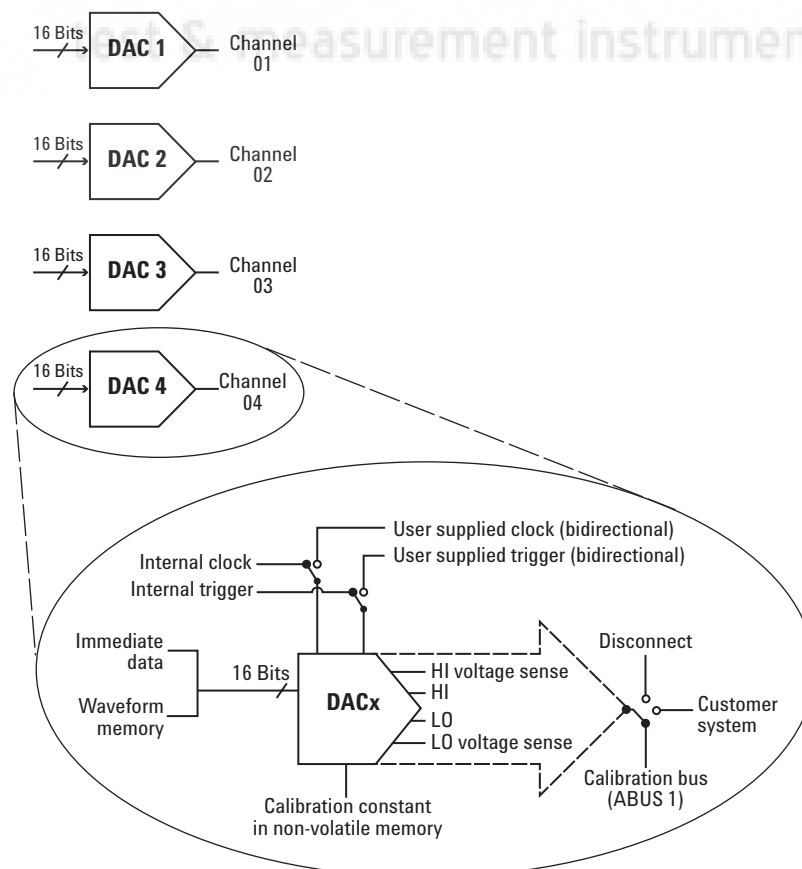 test & measurement instrumen
16 Bits
DAC 1
Channel
01
16 Bits
DAC 2
Channel
02
16 Bits
DAC 3
Channel
03
16 Bits
DAC 4
Channel
04
User supplied clock (bidirectional)
Internal clock
User supplied trigger (bidirectional)
Internal trigger
Immediate
data
16 Bits
Waveform
memory
DACx
HI voltage sense
HI
LO
LO voltage sense
Disconnect
Customer
system
Calibration bus
(ABUS 1)
Calibration constant
in non-volatile memory